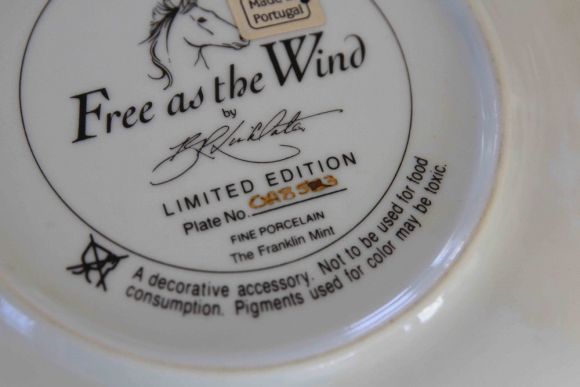 Made in
Portugal
Free as the Wind
by
LIMITED EDITION
Plate No.
FINE PORCELAIN
The Franklin Mint
A decorative accessory. Not to be used for food
consumption. Pigments used for color may be toxic.